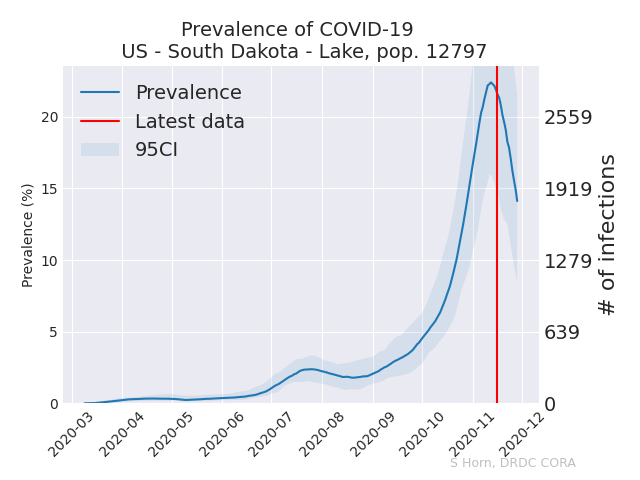 Prevalence of COVID-19
US - South Dakota - Lake, pop. 12797
Prevalence
Latest data
95CI
Prevalence (%)
20
15
10
5
0
2559
1919
1279
639
0
# of infections
2020-03
2020-04
2020-05
2020-06
2020-07
2020-08
2020-09
2020-10
2020-11
2020-12
S Horn, DRDC CORA